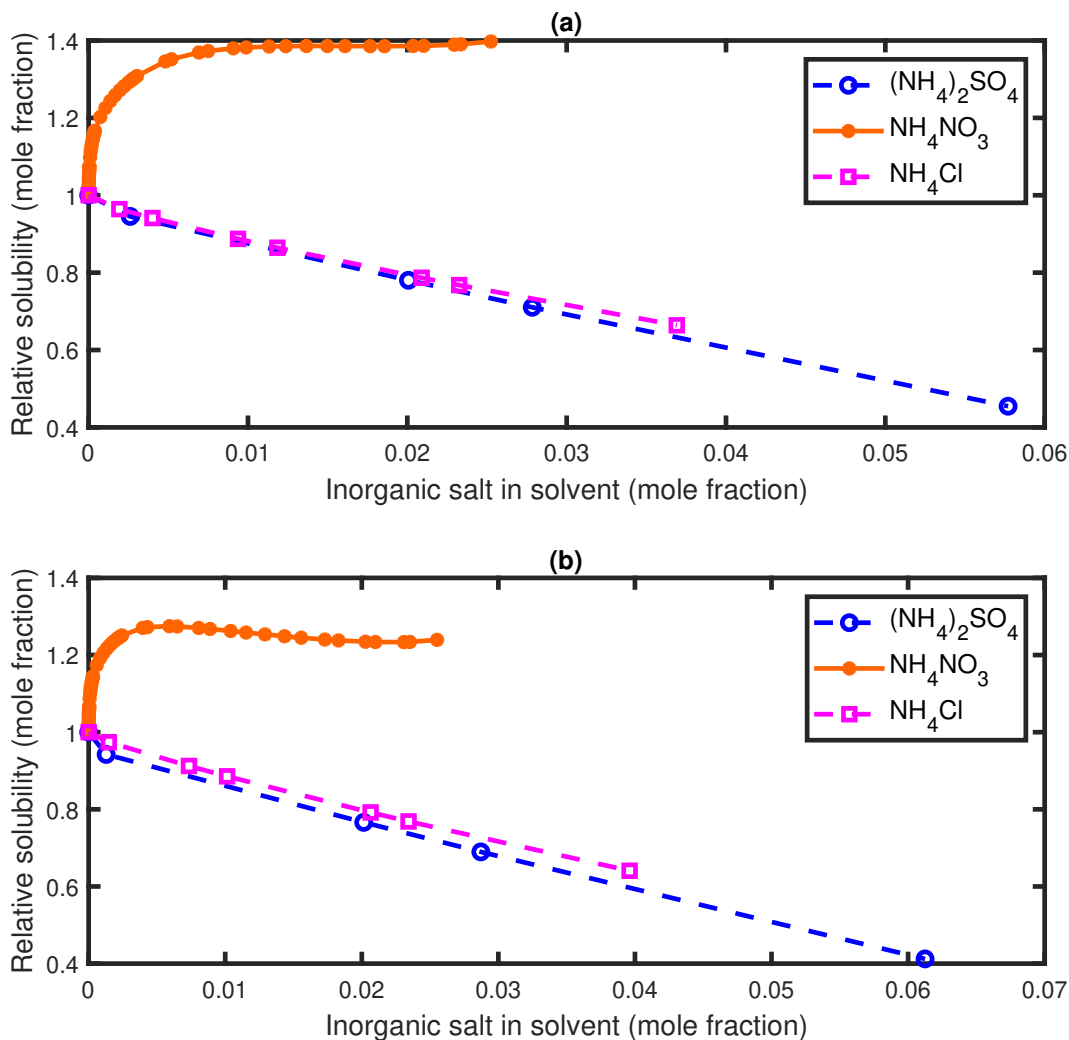 (a)
Relative solubility (mole fraction)
1.4
1.2
1
0.8
0.6
0.4
(NH4)2SO4
NH4NO3
NH4Cl
0 0.01 0.02 0.03 0.04 0.05 0.06
Inorganic salt in solvent (mole fraction)
(b)
Relative solubility (mole fraction)
1.4
1.2
1
0.8
0.6
0.4
(NH4)2SO4
NH4NO3
NH4Cl
0 0.01 0.02 0.03 0.04 0.05 0.06 0.07
Inorganic salt in solvent (mole fraction)